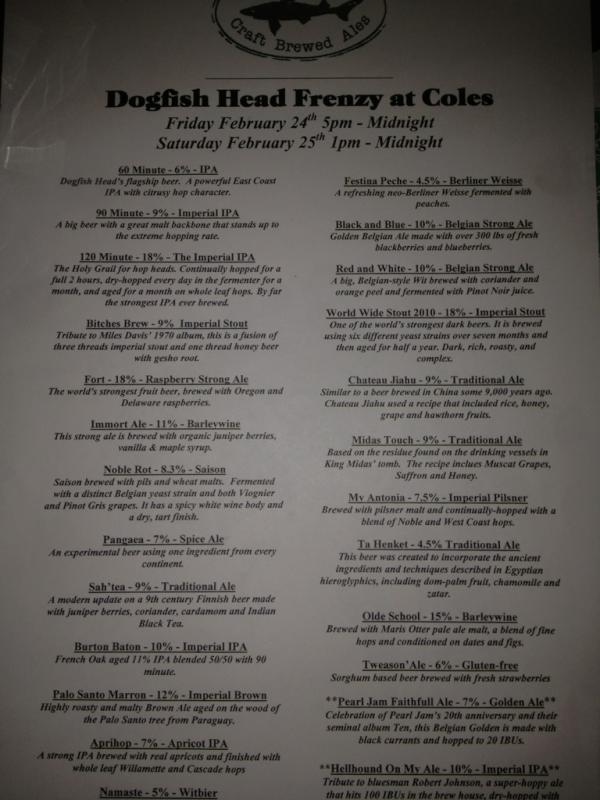 Craft Brewed Ales
Dogfish Head Frenzy at Coles
Friday February 24th 5pm - Midnight
Saturday February 25th 1pm - Midnight
60 Minute - 6% - IPA
Dogfish Head's flagship beer. A powerful East Coast
IPA with citrusy hop character.
90 Minute - 9% - Imperial IPA
A big beer with a great malt backbone that stands up to
the extreme hopping rate.
120 Minute - 18% - The Imperial IPA
The Holy Grail for hop heads. Continually hopped for a
full 2 hours, dry-hopped every day in the fermenter for a
month, and aged for a month on whole leaf hops. By far
the strongest IPA ever brewed.
Bitches Brew - 9% Imperial Stout
Tribute to Miles Davis' 1970 album, this is a fusion of
three threads imperial stout and one thread honey beer
with gesho root.
Fort - 18% - Raspberry Strong Ale
The world's strongest fruit beer, brewed with Oregon and
Delaware raspberries.
Immort Ale - 11% - Barleywine
This strong ale is brewed with organic juniper berries,
vanilla & maple syrup.
Noble Rot - 8.3% - Saison
Saison brewed with pils and wheat malts. Fermented
with a distinct Belgian yeast strain and both Viognier
and Pinot Gris grapes. It has a spicy white wine body and
a dry, tart finish.
Pangaea - 7% - Spice Ale
An experimental beer using one ingredient from every
continent.
Sah'tea - 9% - Traditional Ale
A modern update on a 9th century Finnish beer made
with juniper berries, coriander, cardamom and Indian
Black Tea.
Burton Baton - 10% - Imperial IPA
French Oak aged 11% IPA blended 50/50 with 90
minute.
Palo Santo Marron - 12% - Imperial Brown
Highly roasty and malty Brown Ale aged on the wood of
the Palo Santo tree from Paraguay.
Aprihop - 7% - Apricot IPA
A strong IPA brewed with real apricots and finished with
whole leaf Willamette and Cascade hops
Namaste - 5% - Witbier
Festina Peche - 4.5% - Berliner Weisse
A refreshing neo-Berliner Weisse fermented with
peaches.
Black and Blue - 10% - Belgian Strong Ale
Golden Belgian Ale made with over 300 lbs of fresh
blackberries and blueberries.
Red and White - 10% - Belgian Strong Ale
A big, Belgian-style Wit brewed with coriander and
orange peel and fermented with Pinot Noir juice.
World Wide Stout 2010 - 18% - Imperial Stout
One of the world's strongest dark beers. It is brewed
using six different yeast strains over seven months and
then aged for half a year. Dark, rich, roasty, and
complex.
Chateau Jiahu - 9% - Traditional Ale
Similar to a beer brewed in China some 9,000 years ago.
Chateau Jiahu used a recipe that included rice, honey,
grape and hawthorn fruits.
Midas Touch - 9% - Traditional Ale
Based on the residue found on the drinking vessels in
King Midas' tomb. The recipe inclues Muscat Grapes,
Saffron and Honey.
My Antonia - 7.5% - Imperial Pilsner
Brewed with pilsner malt and continually-hopped with a
blend of Noble and West Coast hops.
Ta Henket - 4.5% Traditional Ale
This beer was created to incorporate the ancient
ingredients and techniques described in Egyptian
hieroglyphics, including dom-palm fruit, chamomile and
zatar.
Olde School - 15% - Barleywine
Brewed with Maris Otter pale ale malt, a blend of fine
hops and conditioned on dates and figs.
Tweason'Ale - 6% - Gluten-free
Sorghum based beer brewed with fresh strawberries
**Pearl Jam Faithfull Ale - 7% - Golden Ale**
Celebration of Pearl Jam's 20th anniversary and their
seminal album Ten, this Belgian Golden is made with
black currants and hopped to 20 IBUs.
**Hellhound On My Ale - 10% - Imperial IPA**
Tribute to bluesman Robert Johnson, a super-hoppy ale
that hits 100 IBUs in the brew house, dry-hopped with